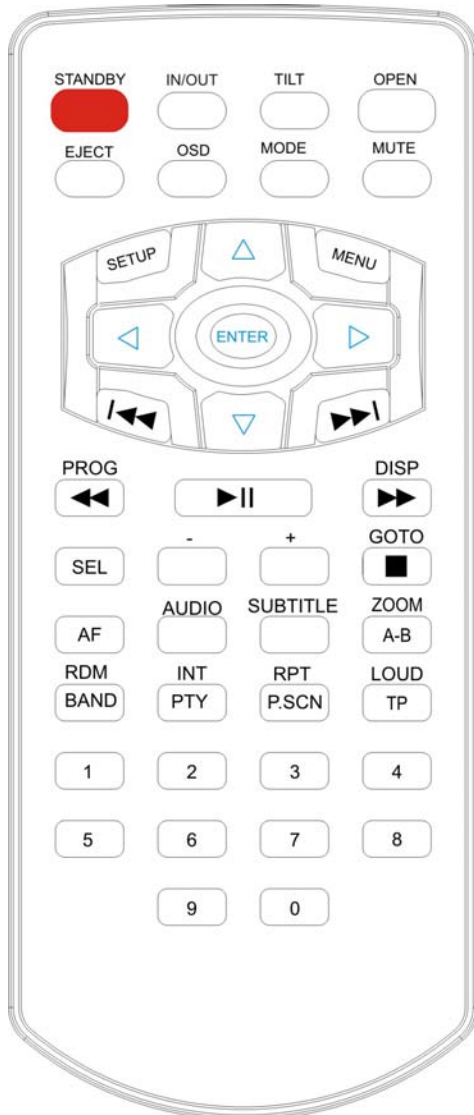 STANDBY IN/OUT TILT OPEN
EJECT OSD MODE MUTE
SETUP MENU
ENTER
PROG DISP
- + GOTO
SEL
AUDIO SUBTITLE ZOOM
AF A-B
RDM INT RPT LOUD
BAND PTY P.SCN TP
1 2 3 4
5 6 7 8
9 0